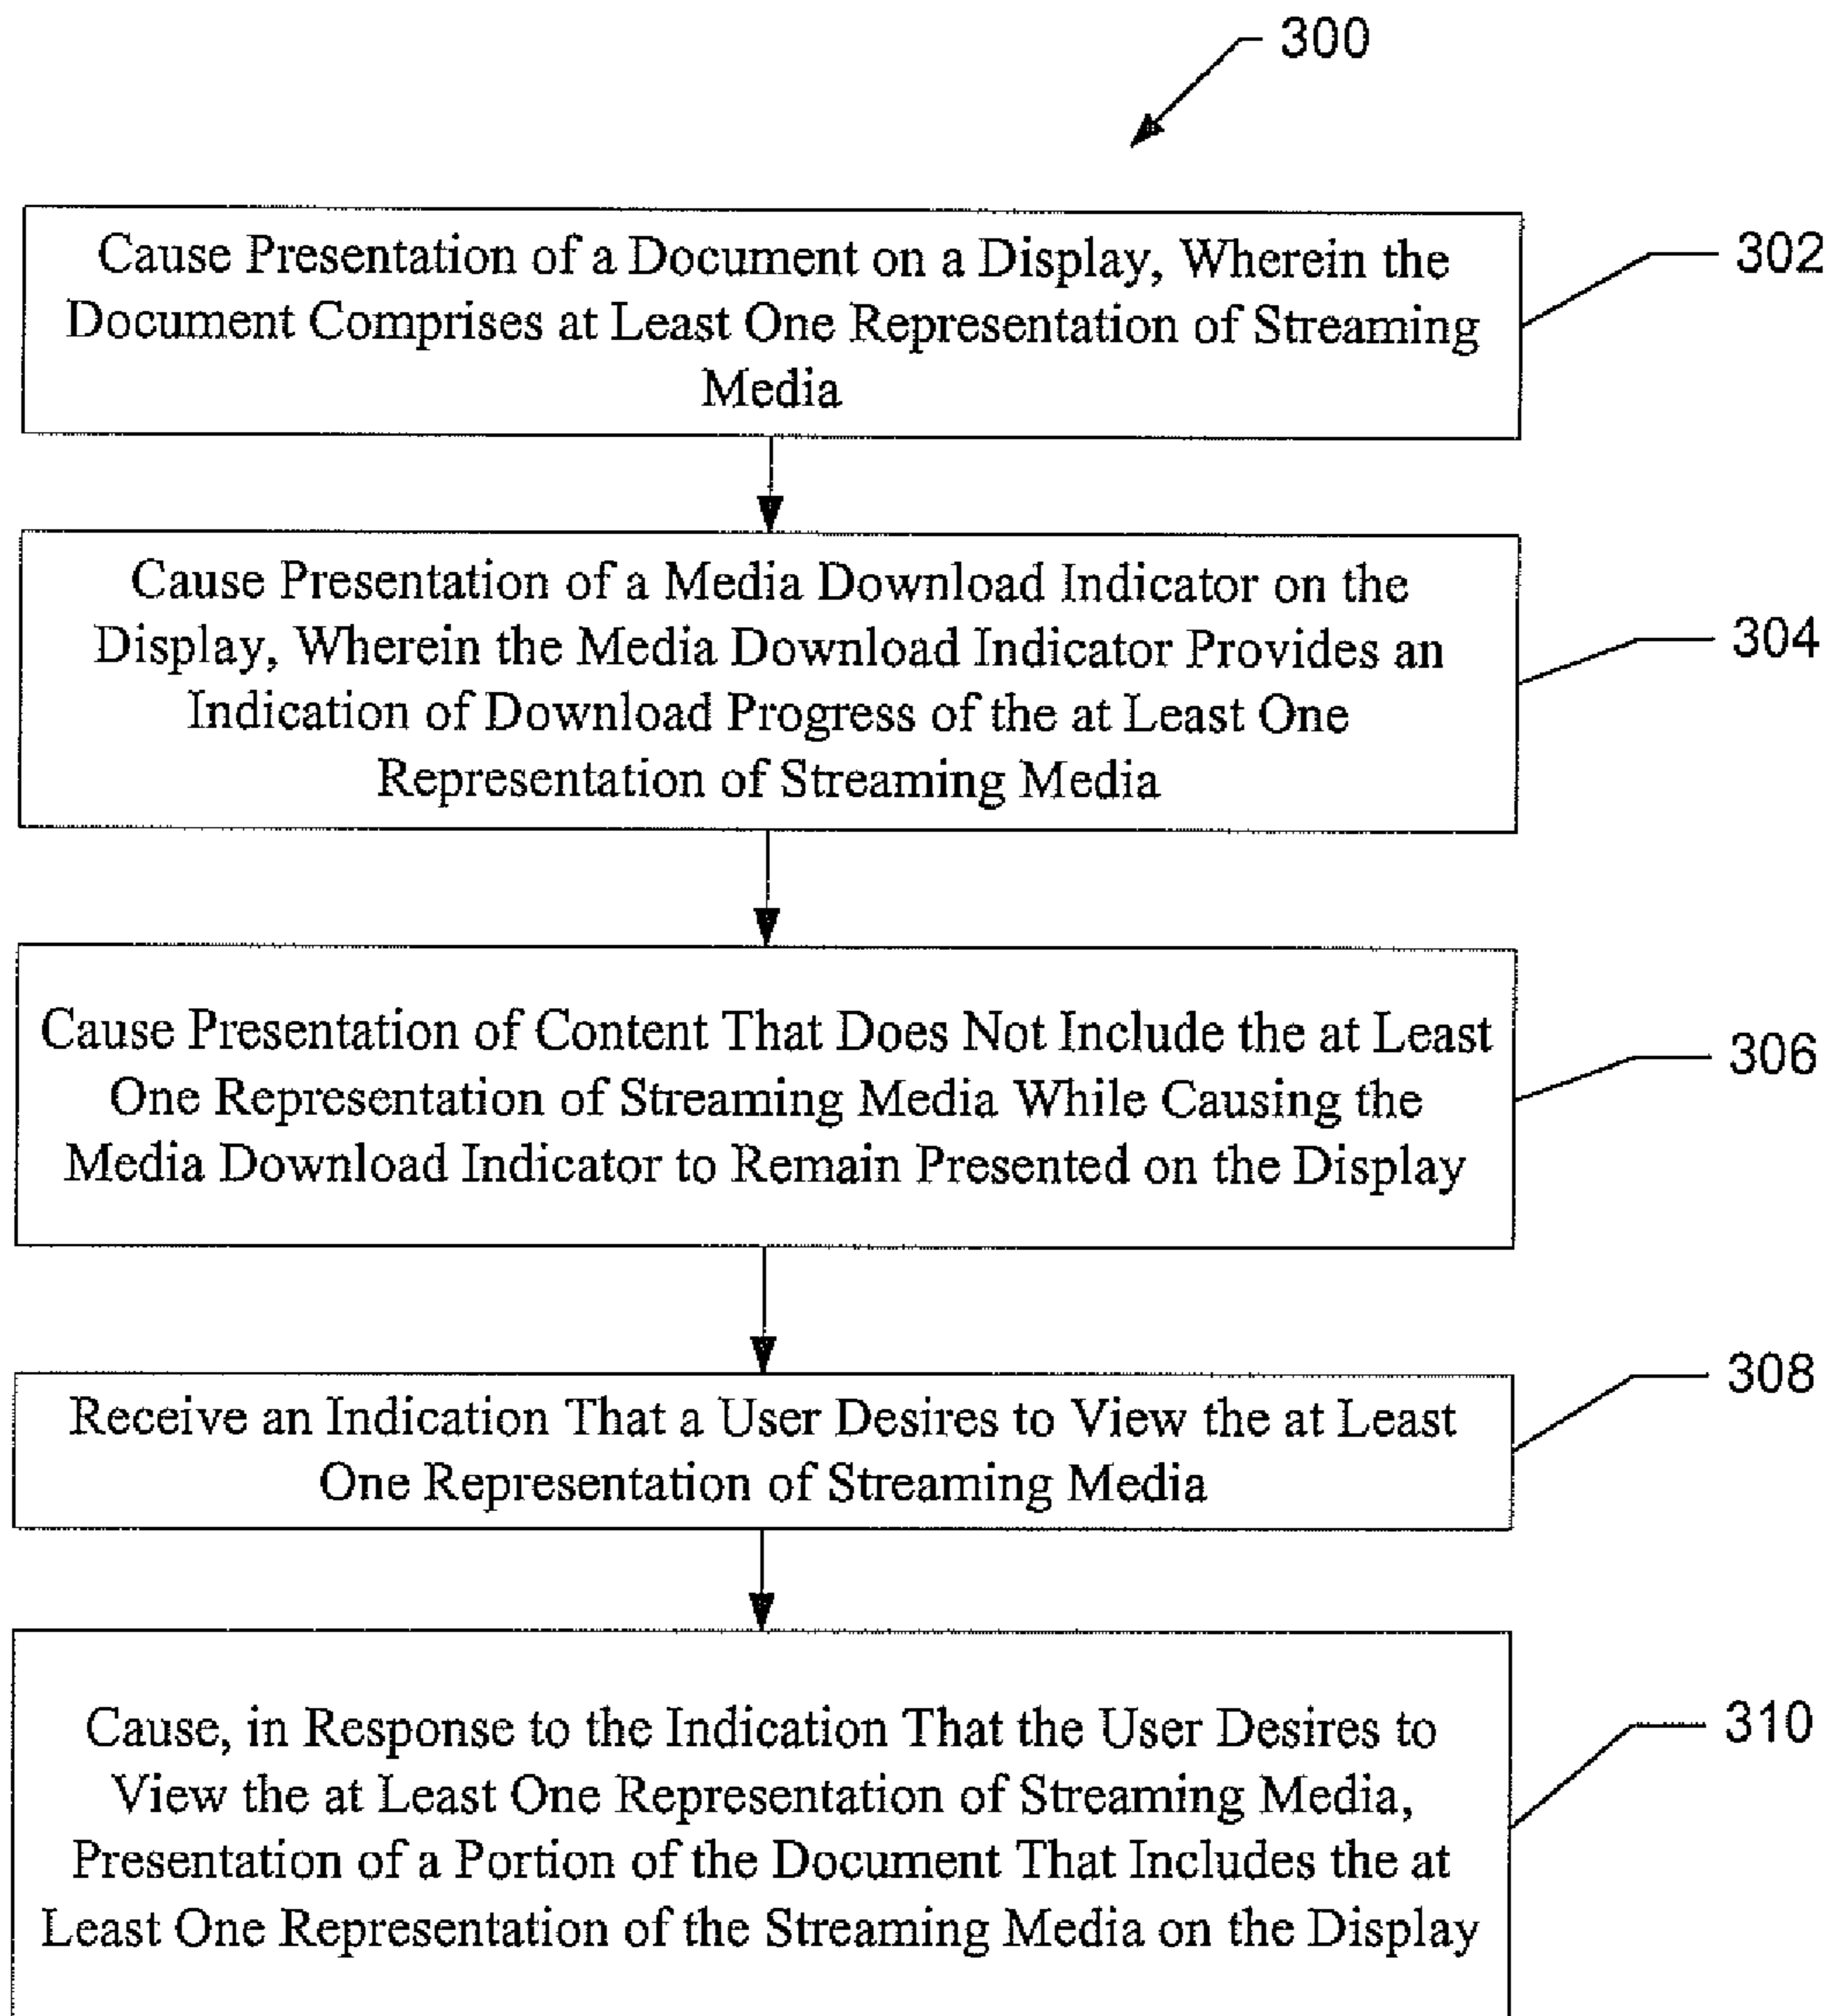 300
Cause Presentation of a Document on a Display, Wherein the
Document Comprises at Least One Representation of Streaming
Media
302
Cause Presentation of a Media Download Indicator on the
Display, Wherein the Media Download Indicator Provides an
Indication of Download Progress of the at Least One
Representation of Streaming Media
304
Cause Presentation of Content That Does Not Include the at Least
One Representation of Streaming Media While Causing the
Media Download Indicator to Remain Presented on the Display
306
Receive an Indication That a User Desires to View the at Least
One Representation of Streaming Media
308
Cause, in Response to the Indication That the User Desires to
View the at Least One Representation of Streaming Media,
Presentation of a Portion of the Document That Includes the at
Least One Representation of the Streaming Media on the Display
310